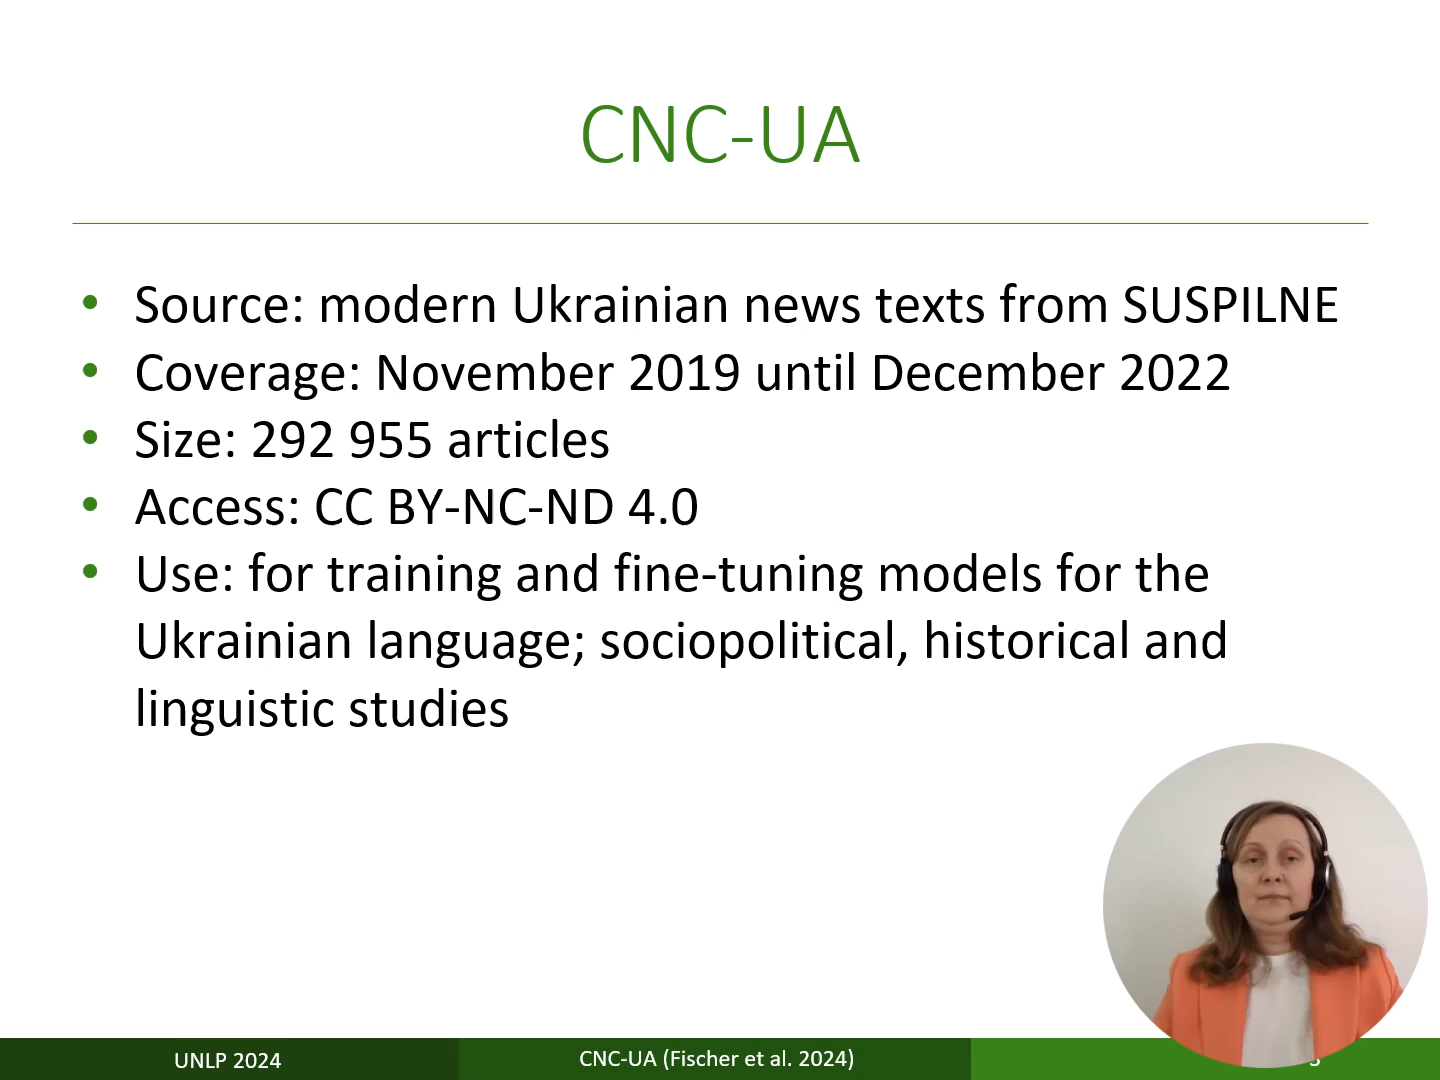 CNC-UA
• Source: modern Ukrainian news texts from SUSPILNE
• Coverage: November 2019 until December 2022
• Size: 292 955 articles
• Access: CC BY-NC-ND 4.0
• Use: for training and fine-tuning models for the
Ukrainian language; sociopolitical, historical and
linguistic studies
UNLP 2024
CNC-UA (Fischer et al. 2024)